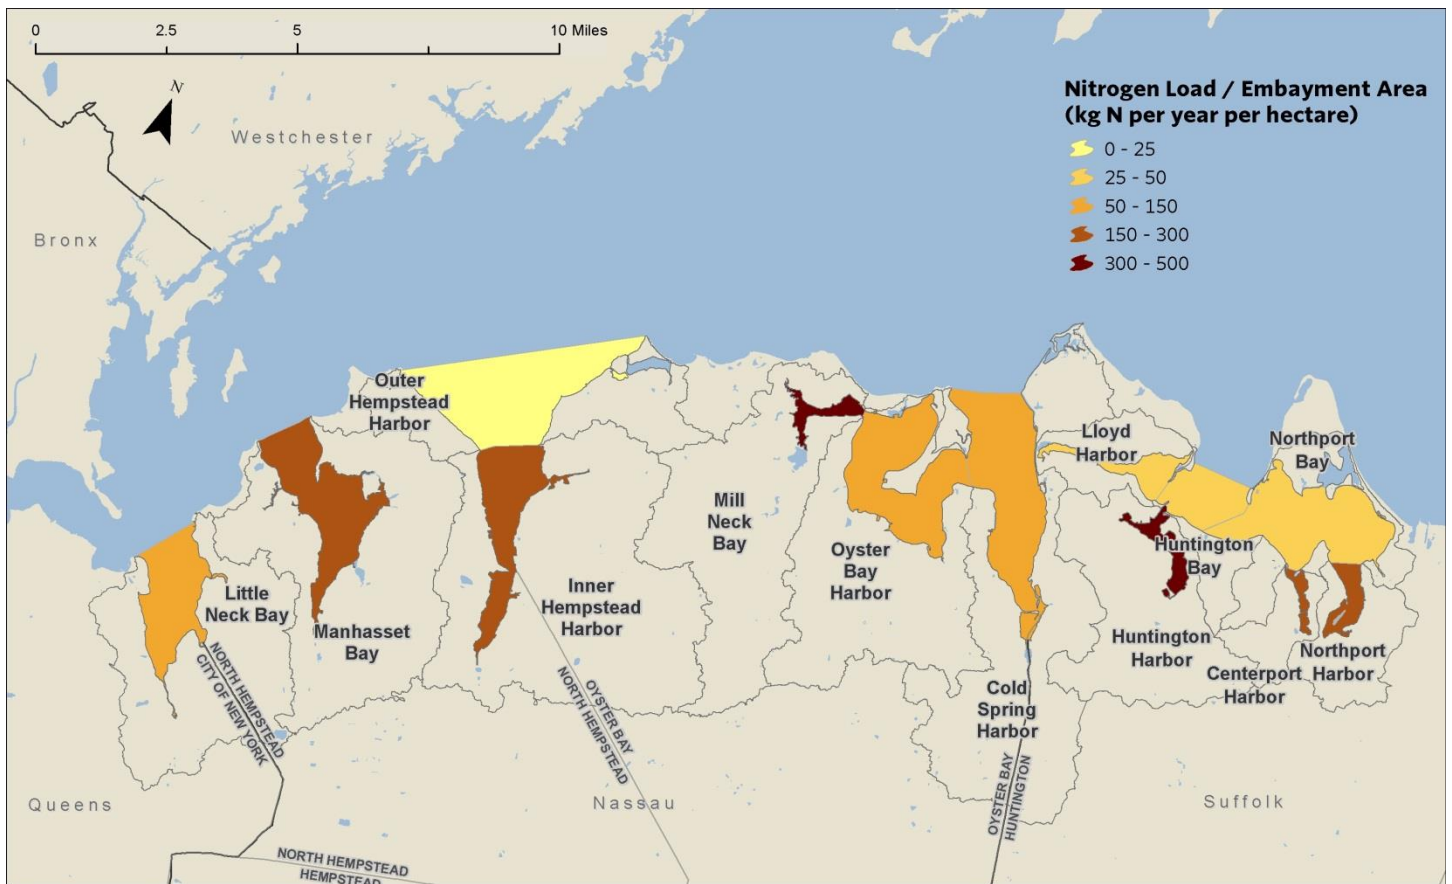 0
2.5
5
10 Miles
N
Westchester
Bronx
Nitrogen Load / Embayment Area
(kg N per year per hectare)
0 - 25
25 - 50
50 - 150
150 - 300
300 - 500
Outer
Hempstead
Harbor
Lloyd
Harbor
Northport
Bay
Mill
Neck
Bay
Oyster
Bay
Harbor
Huntington
Bay
Little
Neck Bay
Manhasset
Bay
Inner
Hempstead
Harbor
Huntington
Harbor
Centerport
Harbor
Northport
Harbor
Cold
Spring
Harbor
NORTH HEMPSTEAD
CITY OF NEW YORK
OYSTER BAY
NORTH HEMPSTEAD
OYSTER BAY
HUNTINGTON
Queens
Nassau
Suffolk
NORTH HEMPSTEAD
HEMPSTEAD